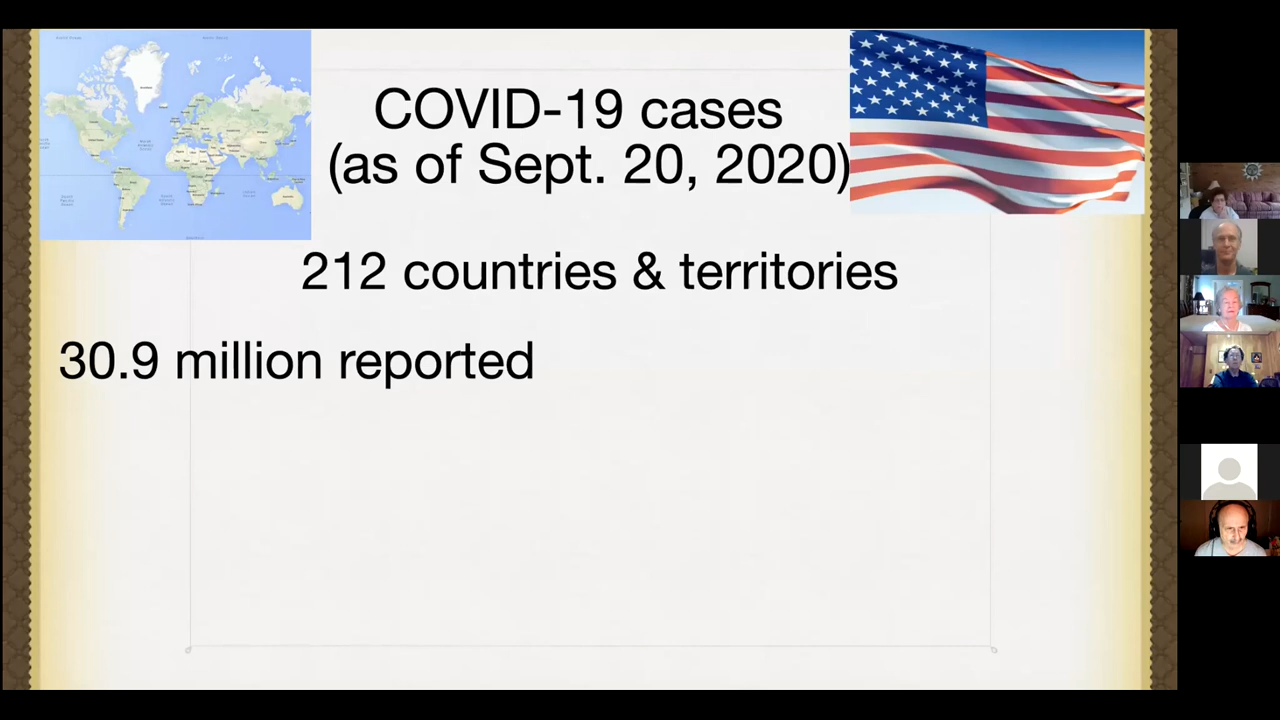 COVID-19 cases
(as of Sept. 20, 2020)
212 countries & territories
30.9 million reported